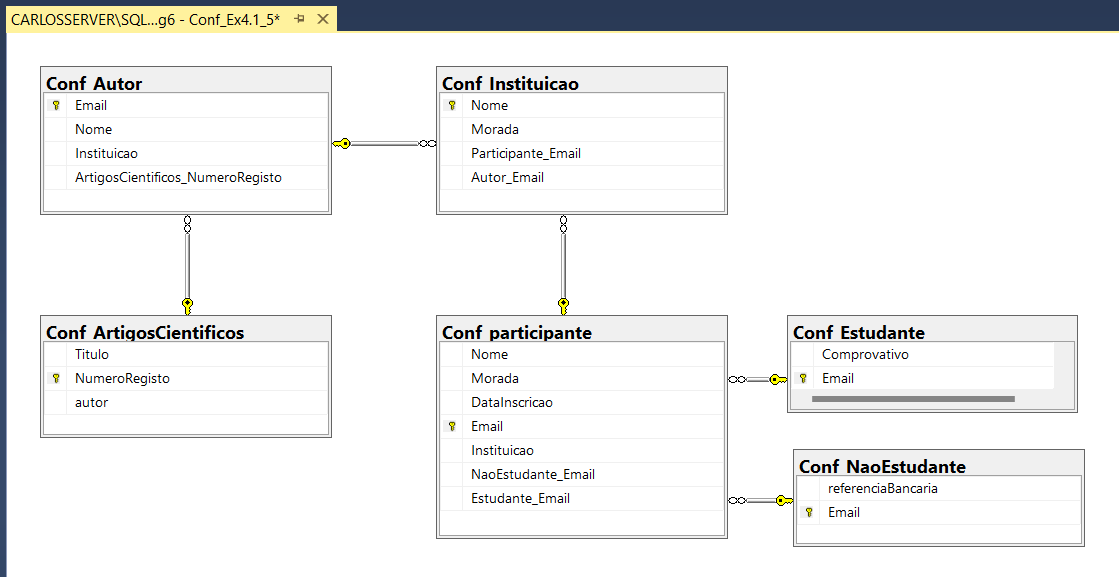 CARLOSSERVER\SQL...g6 - Conf_Ex4.1_5*
Conf_Autor
Email
Nome
Instituicao
ArtigosCientificos_NumeroRegisto
Conf_Instituicao
Nome
Morada
Participante_Email
Autor_Email
Conf_ArtigosCientificos
Titulo
NumeroRegisto
autor
Conf_participante
Nome
Morada
DataInscricao
Email
Instituicao
NaoEstudante_Email
Estudante_Email
Conf_Estudante
Comprovativo
Email
Conf_NaoEstudante
referenciaBancaria
Email